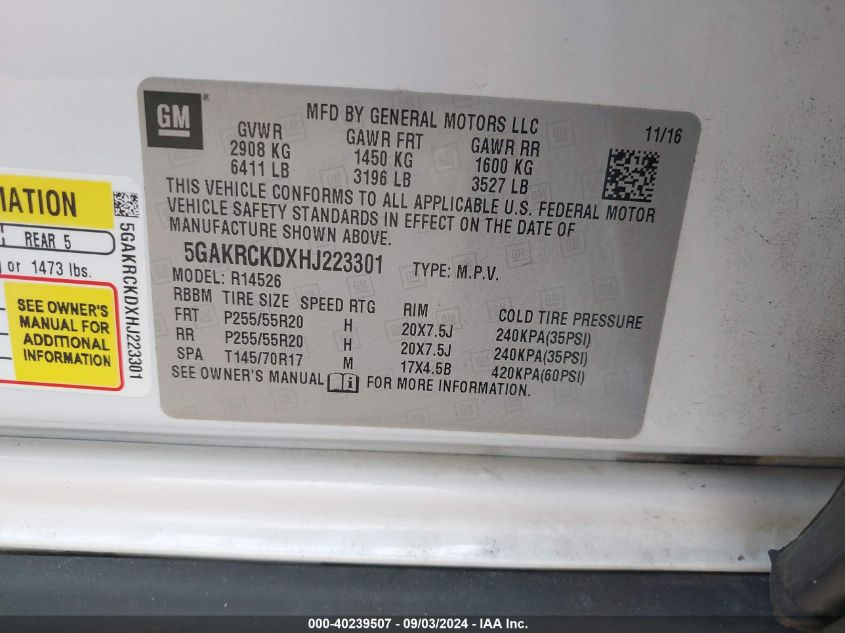 GM®
MFD BY GENERAL MOTORS LLC
11/16
GVWR GAWR FRT GAWR RR
2908 KG 1450 KG 1600 KG
6411 LB 3196 LB 3527 LB
THIS VEHICLE CONFORMS TO ALL APPLICABLE U.S. FEDERAL MOTOR
VEHICLE SAFETY STANDARDS IN EFFECT ON THE DATE OF
MANUFACTURE SHOWN ABOVE.
5GAKRCKDXHJ223301 TYPE: M.P.V.
MODEL: R14526
RBBM TIRE SIZE SPEED RTG RIM COLD TIRE PRESSURE
FRT P255/55R20 H 20X7.5J 240KPA(35PSI)
RR P255/55R20 H 20X7.5J 240KPA(35PSI)
SPA T145/70R17 M 17X4.5B 420KPA(60PSI)
SEE OWNER'S MANUAL FOR MORE INFORMATION.
MATION
REAR 5
or 1473 lbs.
SEE OWNER'S
MANUAL FOR
ADDITIONAL
INFORMATION
5GAKRCKDXHJ223301
000-40239507 - 09/03/2024 - IAA Inc.